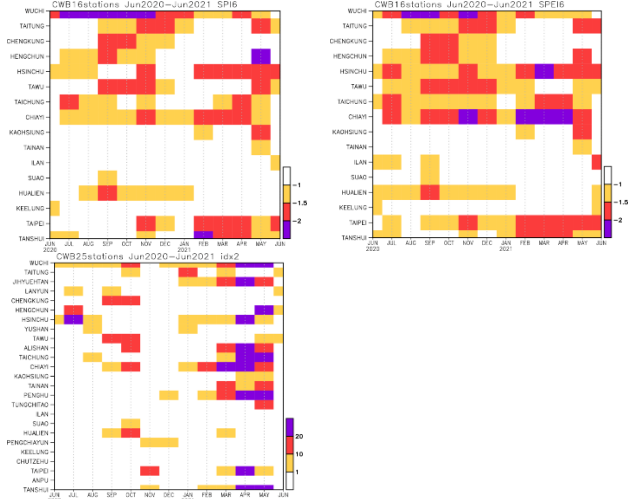 CWB16stations Jun2020-Jun2021 SPI6
WUCHI
TAITUNG
CHENGKUNG
HENGCHUN
HSINCHU
TAWU
TAICHUNG
CHIAYI
KAOHSIUNG
TAINAN
ILAN
SUAO
HUALIEN
KEELUNG
TAIPEI
TANSHUI
JUN JUL AUG SEP OCT NOV DEC JAN FEB MAR APR MAY JUN
2020 2021
-1
-1.5
-2
CWB16stations Jun2020-Jun2021 SPEI6
WUCHI
TAITUNG
CHENGKUNG
HENGCHUN
HSINCHU
TAWU
TAICHUNG
CHIAYI
KAOHSIUNG
TAINAN
ILAN
SUAO
HUALIEN
KEELUNG
TAIPEI
TANSHUI
JUN JUL AUG SEP OCT NOV DEC JAN FEB MAR APR MAY JUN
2020 2021
-1
-1.5
-2
CWB25stations Jun2020-Jun2021 idx2
WUCHI
TAITUNG
JIHYUEHTAN
LANYUN
CHENGKUNG
HENGCHUN
HSINCHU
YUSHAN
TAWU
ALISHAN
TAICHUNG
CHIAYI
KAOHSIUNG
TAINAN
PENGHU
TUNGCHITAO
ILAN
SUAO
HUALIEN
PENGCHIAYUN
KEELUNG
CHUTZEHU
TAIPEI
ANPU
TANSHUI
JUN JUL AUG SEP OCT NOV DEC JAN FEB MAR APR MAY JUN
20
10
1